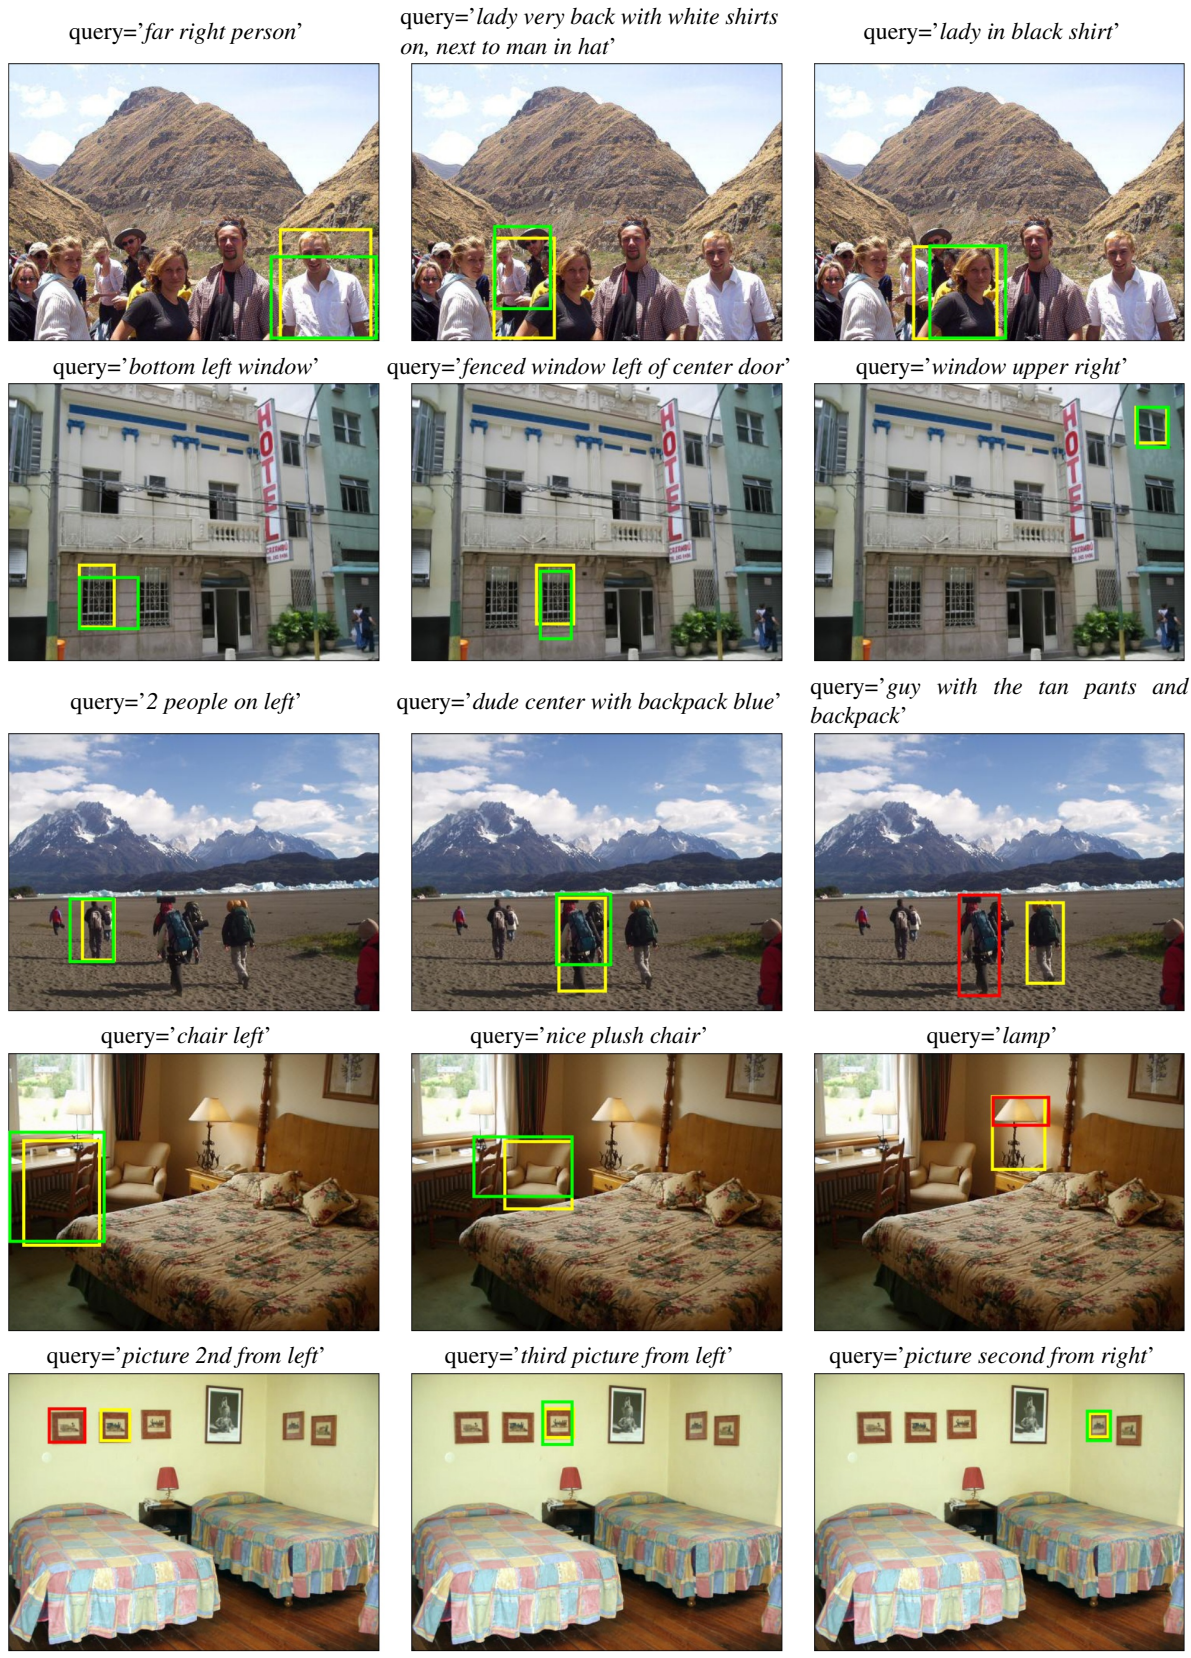 query='far right person'
query='lady very back with white shirts
on, next to man in hat'
query='lady in black shirt'
query='bottom left window'
query='fenced window left of center door'
query='window upper right'
HOTEL
HOTEL
HOTEL
query='2 people on left'
query='dude center with backpack blue'
query='guy with the tan pants and
backpack'
query='chair left'
query='nice plush chair'
query='lamp'
query='picture 2nd from left'
query='third picture from left'
query='picture second from right'